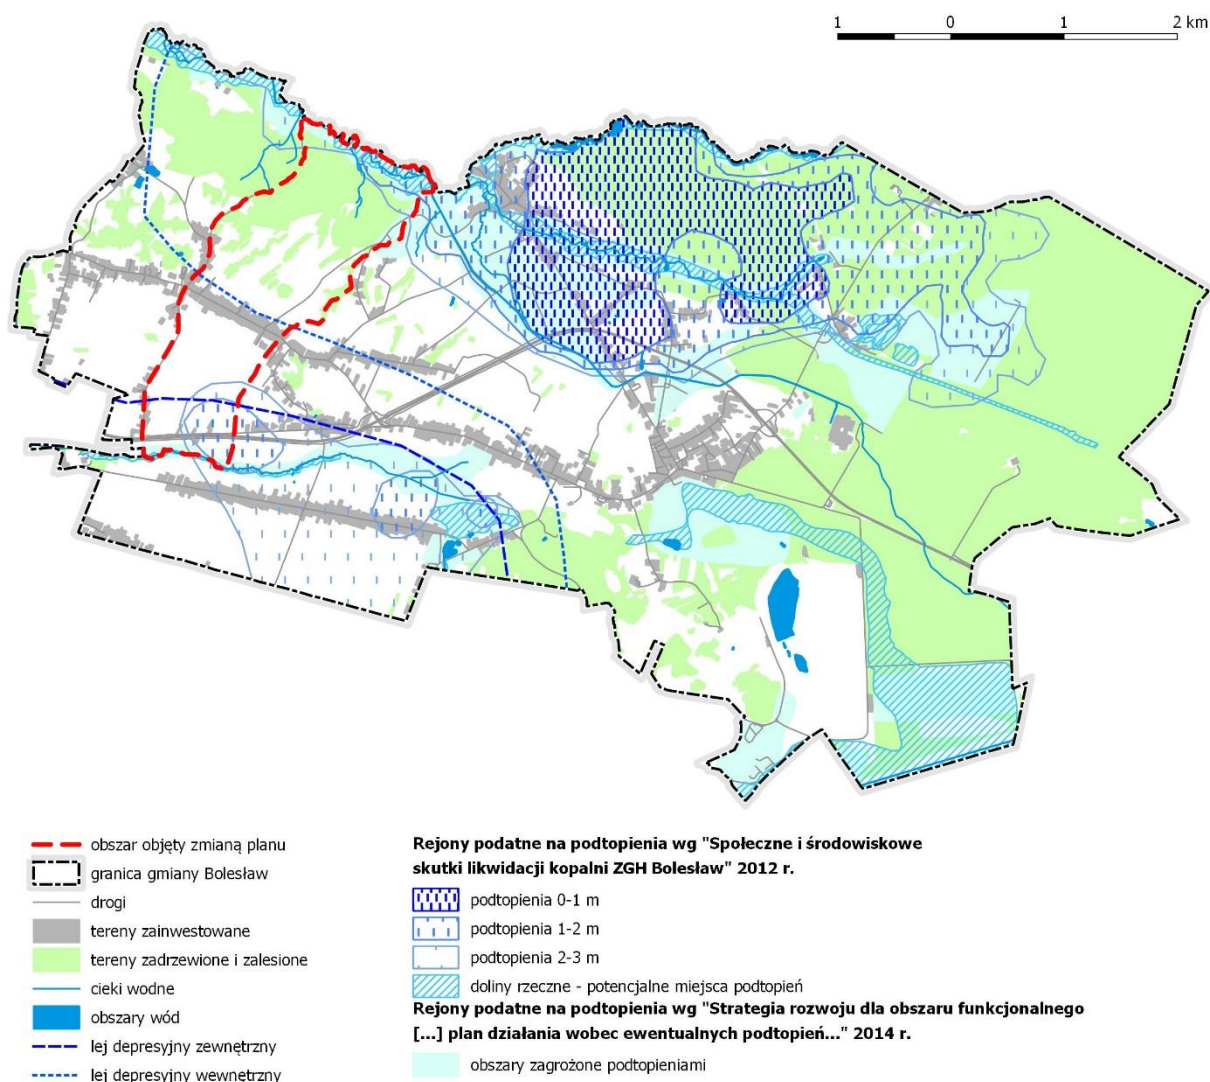 1 0 1 2 km
obszar objęty zmianą planu
granica gminy Bolesław
drogi
tereny zainwestowane
tereny zadrzewione i zalesione
cieki wodne
obszary wód
lej depresyjny zewnętrzny
lej depresyjny wewnętrzny
Rejony podatne na podtopienia wg "Społeczne i środowiskowe
skutki likwidacji kopalni ZGH Bolesław" 2012 r.
podtopienia 0-1 m
podtopienia 1-2 m
podtopienia 2-3 m
doliny rzeczne - potencjalne miejsca podtopień
Rejony podatne na podtopienia wg "Strategia rozwoju dla obszaru funkcjonalnego
[...] plan działania wobec ewentualnych podtopień..." 2014 r.
obszary zagrożone podtopieniami